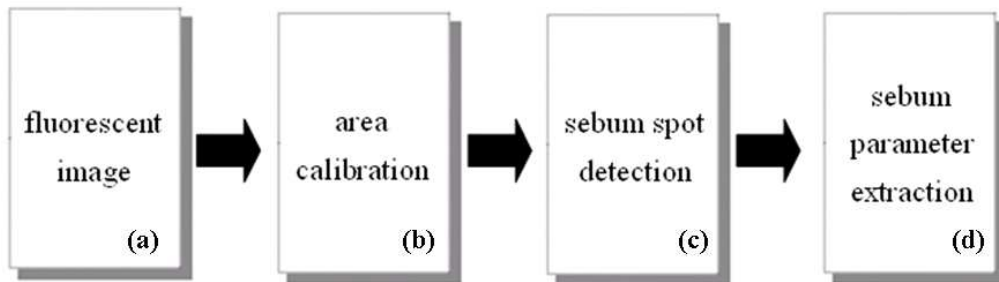 fluorescent
image
(a)
area
calibration
(b)
sebum spot
detection
(c)
sebum
parameter
extraction
(d)